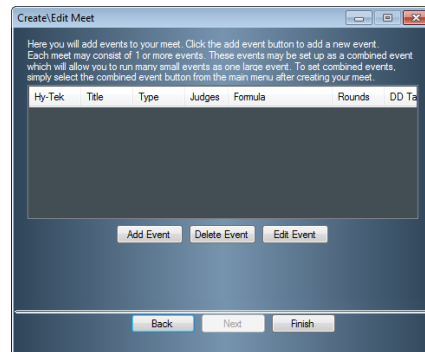 Create\Edit Meet
Here you will add events to your meet. Click the add event button to add a new event.
Each meet may consist of 1 or more events. These events may be set up as a combined event
which will allow you to run many small events as one large event. To set combined events,
simply select the combined event button from the main menu after creating your meet.
Hy-Tek Title Type Judges Formula Rounds DD Ta
Add Event Delete Event Edit Event
Back Next Finish